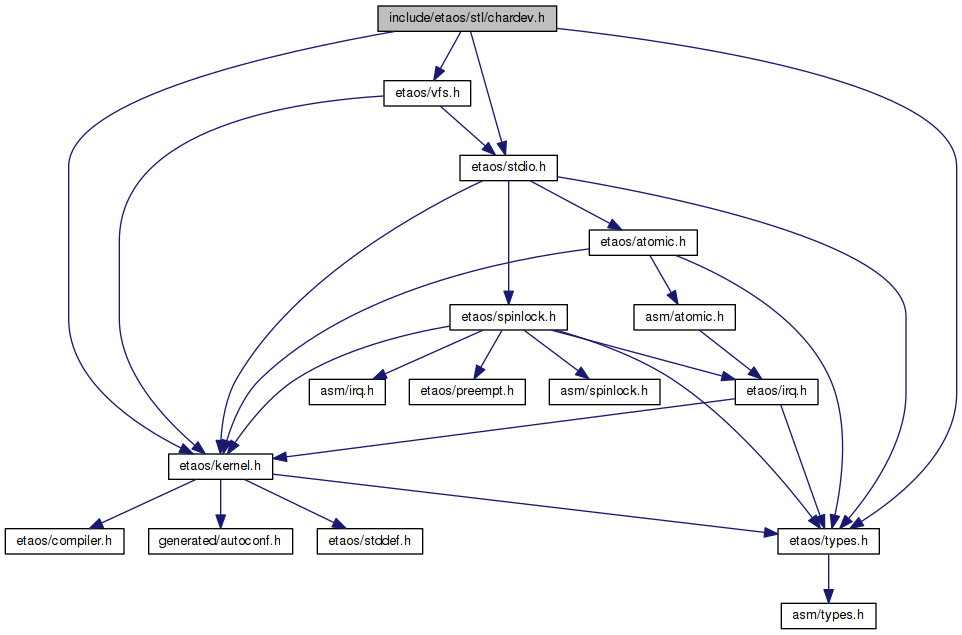 include/etaos/stl/chardev.h
etaos/vfs.h
etaos/stdio.h
etaos/atomic.h
etaos/spinlock.h
asm/atomic.h
asm/irq.h
etaos/preempt.h
asm/spinlock.h
etaos/irq.h
etaos/kernel.h
etaos/compiler.h
generated/autoconf.h
etaos/stddef.h
etaos/types.h
asm/types.h